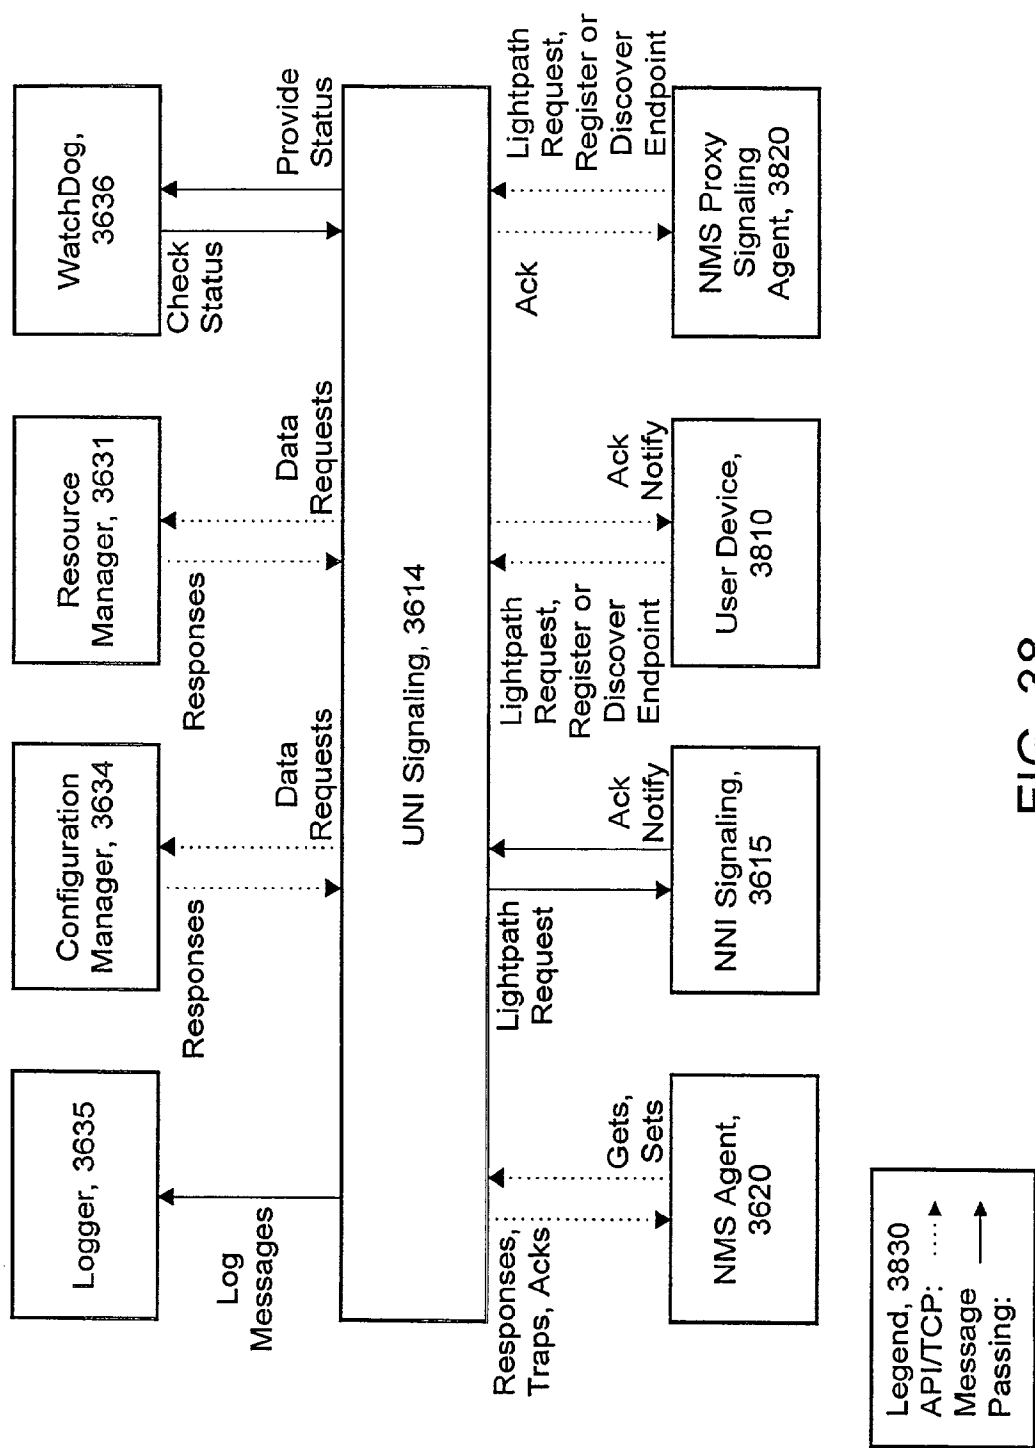 Logger, 3635
Configuration
Manager, 3634
Resource
Manager, 3631
WatchDog,
3636
Log
Messages
Responses
Data
Requests
Responses
Data
Requests
Check
Status
Provide
Status
UNI Signaling, 3614
Responses,
Traps, Acks
Gets,
Sets
Lightpath
Request
Ack
Notify
Lightpath
Request,
Register or
Discover
Endpoint
Ack
Notify
Ack
Lightpath
Request,
Register or
Discover
Endpoint
NMS Agent,
3620
NNI Signaling,
3615
User Device,
3810
NMS Proxy
Signaling
Agent, 3820
Legend, 3830
API/TCP:
Message
Passing:
FIG. 38